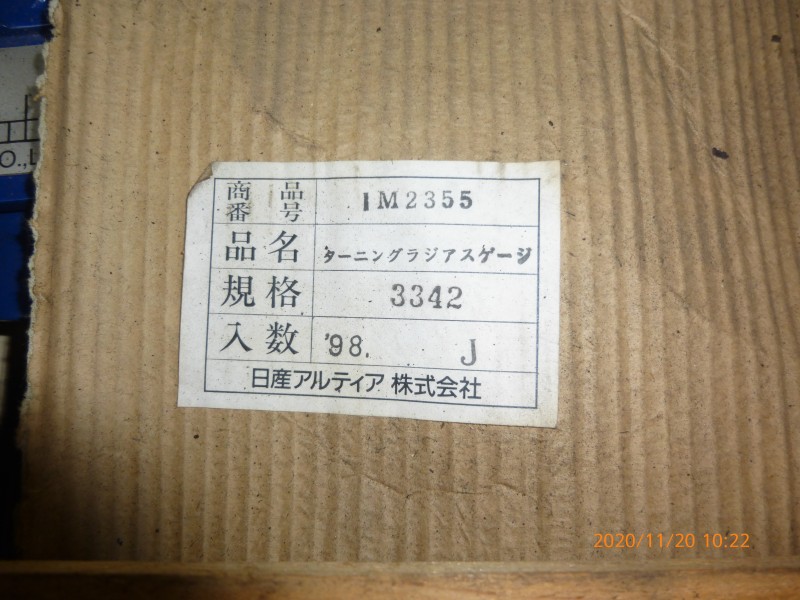 O.,L
商品番号 IM2355
品名 ターニングラジアスゲージ
規格 3342
入数 '98. J
日産アルティア 株式会社
2020/11/20 10:22